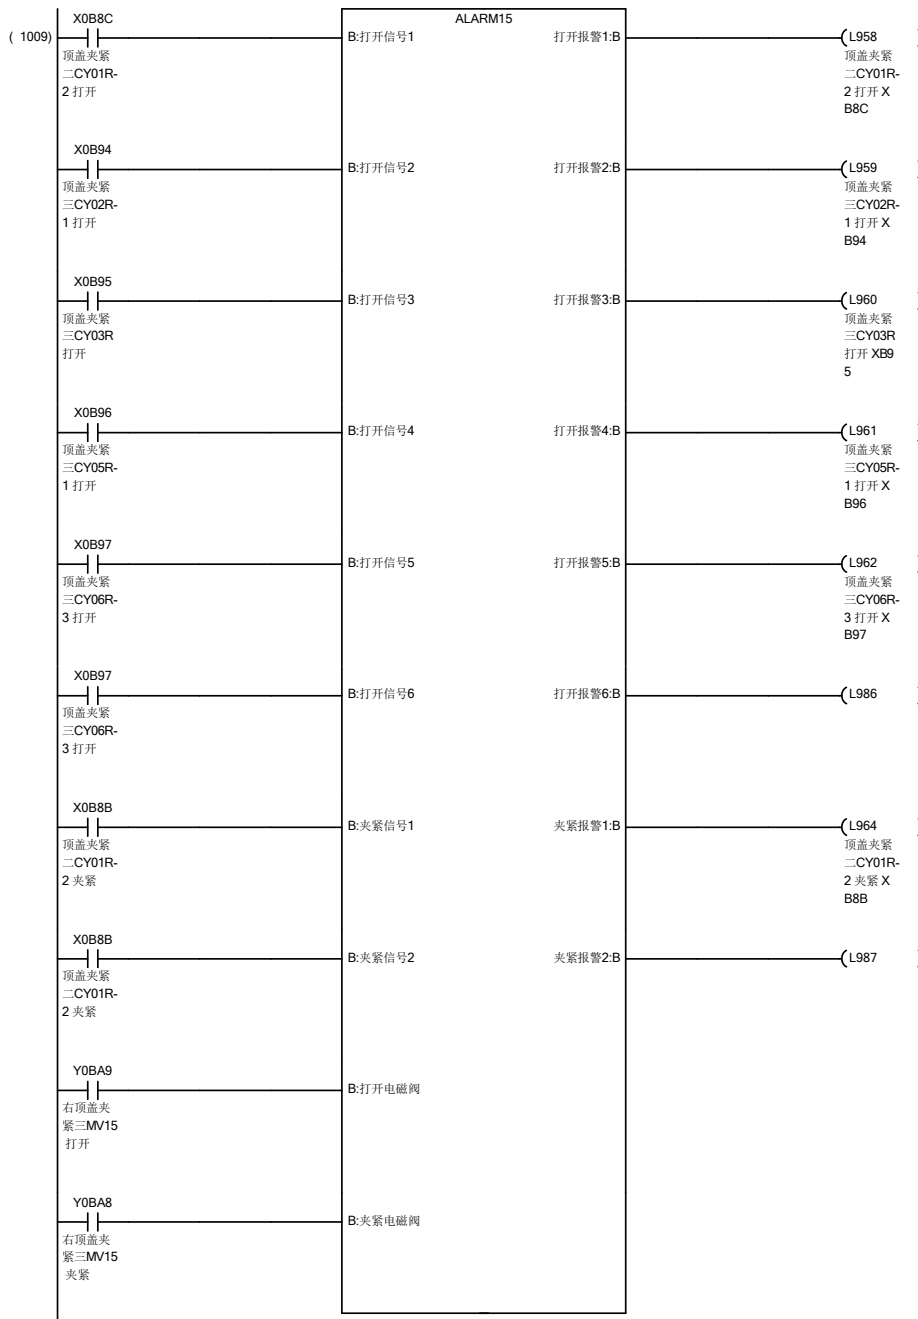 X0B8C
ALARM15
( 1009)
B:打开信号1
打开报警1:B
L958
顶盖夹紧
二CY01R-
2 打开
顶盖夹紧
二CY01R-
2 打开 X
B8C
X0B94
B:打开信号2
打开报警2:B
L959
顶盖夹紧
三CY02R-
1 打开
顶盖夹紧
三CY02R-
1 打开 X
B94
X0B95
B:打开信号3
打开报警3:B
L960
顶盖夹紧
三CY03R
打开
顶盖夹紧
三CY03R
打开 XB9
5
X0B96
B:打开信号4
打开报警4:B
L961
顶盖夹紧
三CY05R-
1 打开
顶盖夹紧
三CY05R-
1 打开 X
B96
X0B97
B:打开信号5
打开报警5:B
L962
顶盖夹紧
三CY06R-
3 打开
顶盖夹紧
三CY06R-
3 打开 X
B97
X0B97
B:打开信号6
打开报警6:B
L986
顶盖夹紧
三CY06R-
3 打开
X0B8B
B:夹紧信号1
夹紧报警1:B
L964
顶盖夹紧
二CY01R-
2 夹紧
顶盖夹紧
二CY01R-
2 夹紧 X
B8B
X0B8B
B:夹紧信号2
夹紧报警2:B
L987
顶盖夹紧
二CY01R-
2 夹紧
Y0BA9
B:打开电磁阀
右顶盖夹
紧三MV15
打开
Y0BA8
B:夹紧电磁阀
右顶盖夹
紧三MV15
夹紧